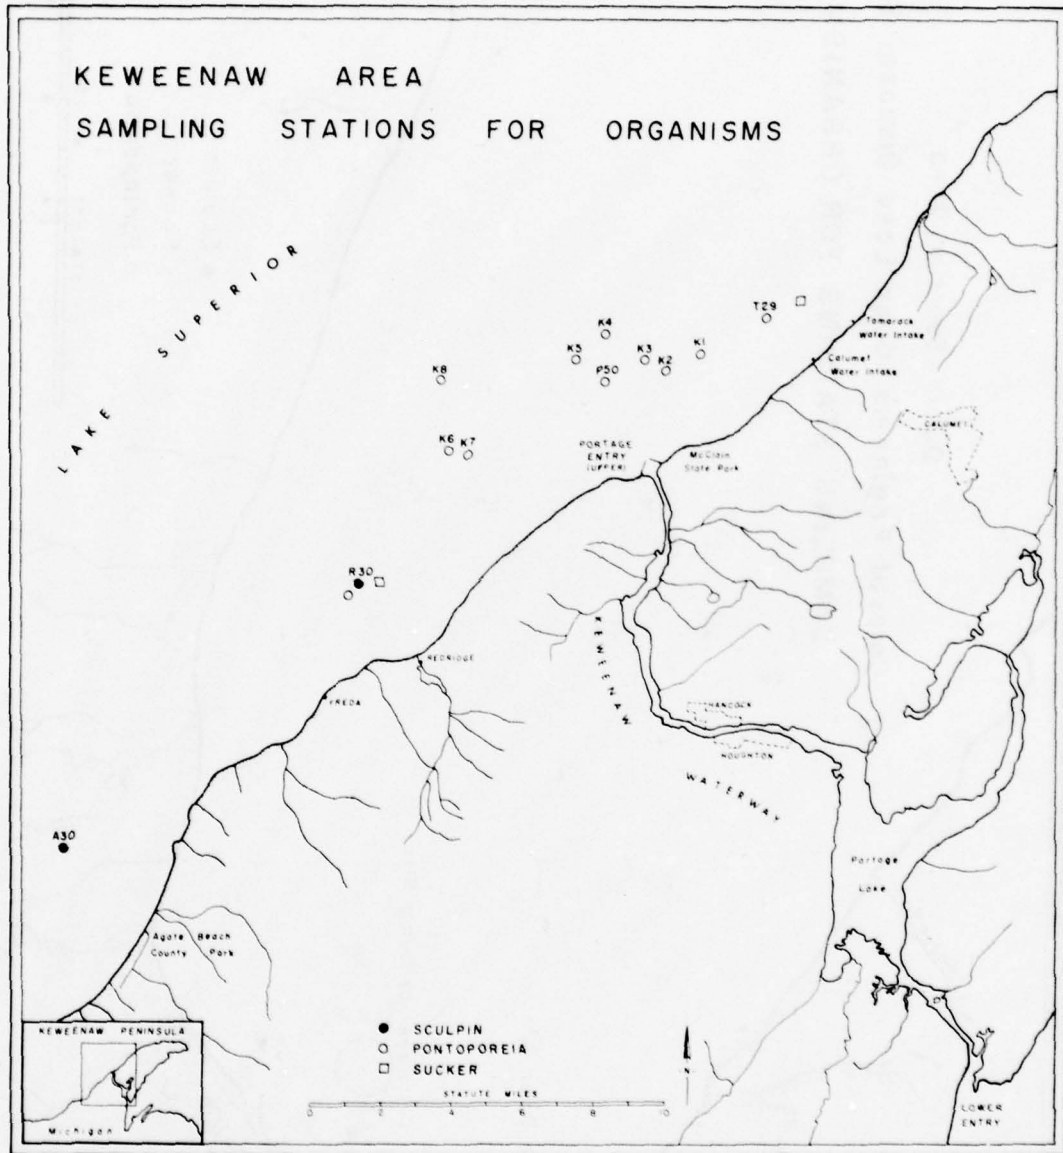 KEWEENAW AREA
SAMPLING STATIONS FOR ORGANISMS
LAKE SUPERIOR
T29
K4
K5
K3
K1
K2
P50
K8
K6
K7
Tamarack
Water Intake
Calumet
Water Intake
CALUMET
PORTAGE
ENTRY
(UPPER)
McClain
State Park
R30
REDRIDGE
FREDA
KEWEENAW
WATERWAY
HANCOCK
HOUGHTON
A30
Portage
Lake
Agate Beach
County Park
KEWEENAW PENINSULA
Michigan
SCULPIN
PONTOPOREIA
SUCKER
STATUTE MILES
0 2 4 6 8 10
N
LOWER
ENTRY